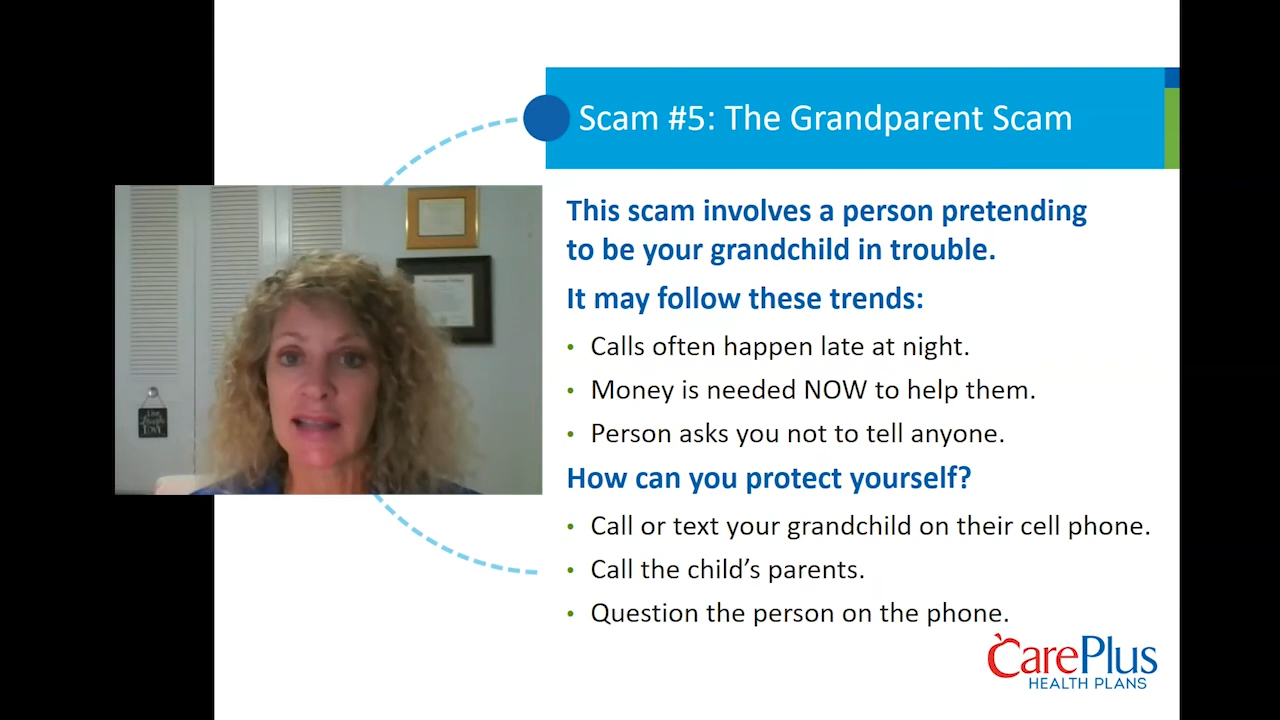 Scam #5: The Grandparent Scam
This scam involves a person pretending
to be your grandchild in trouble.
It may follow these trends:
• Calls often happen late at night.
• Money is needed NOW to help them.
• Person asks you not to tell anyone.
How can you protect yourself?
• Call or text your grandchild on their cell phone.
• Call the child’s parents.
• Question the person on the phone.
CarePlus
HEALTH PLANS
Live
Laugh
LOVE